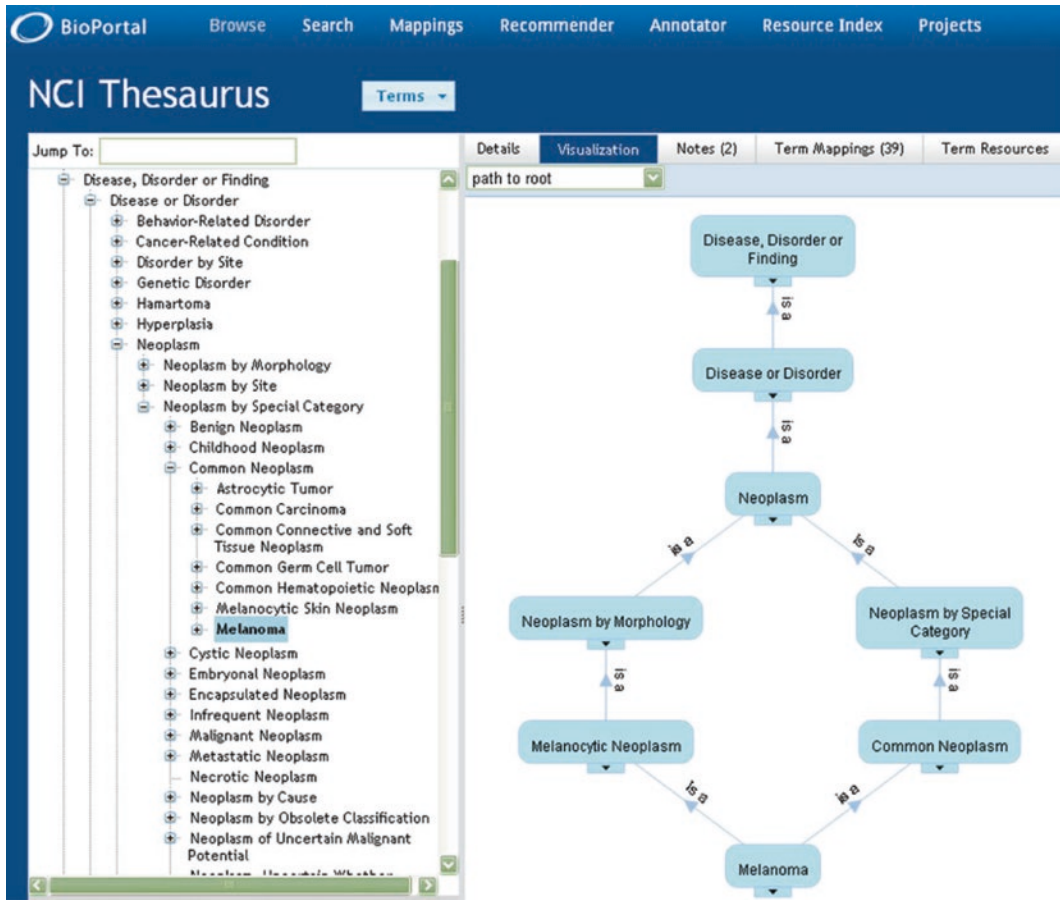 BioPortal Browse Search Mappings Recommender Annotator Resource Index Projects
NCI Thesaurus Terms
Jump To:
Disease, Disorder or Finding
Disease or Disorder
Behavior-Related Disorder
Cancer-Related Condition
Disorder by Site
Genetic Disorder
Hamartoma
Hyperplasia
Neoplasm
Neoplasm by Morphology
Neoplasm by Site
Neoplasm by Special Category
Benign Neoplasm
Childhood Neoplasm
Common Neoplasm
Astrocytic Tumor
Common Carcinoma
Common Connective and Soft
Tissue Neoplasm
Common Germ Cell Tumor
Common Hematopoietic Neoplasm
Melanocytic Skin Neoplasm
Melanoma
Cystic Neoplasm
Embryonal Neoplasm
Encapsulated Neoplasm
Infrequent Neoplasm
Malignant Neoplasm
Metastatic Neoplasm
Necrotic Neoplasm
Neoplasm by Cause
Neoplasm by Obsolete Classification
Neoplasm of Uncertain Malignant
Potential
Details Visualization Notes (2) Term Mappings (39) Term Resources
path to root
Disease, Disorder or
Finding
is a
Disease or Disorder
is a
Neoplasm
is a is a
Neoplasm by Morphology
Neoplasm by Special
Category
is a is a
Melanocytic Neoplasm Common Neoplasm
is a is a
Melanoma